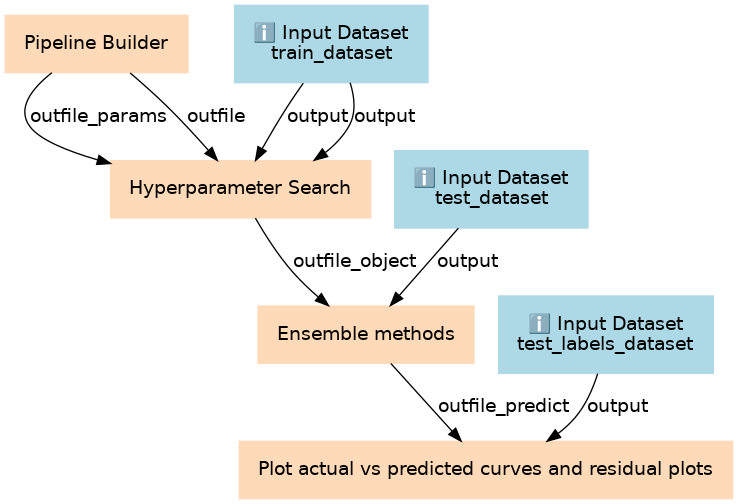 Pipeline Builder
ℹ️ Input Dataset
train_dataset
outfile_params
outfile
output
output
Hyperparameter Search
ℹ️ Input Dataset
test_dataset
outfile_object
output
Ensemble methods
ℹ️ Input Dataset
test_labels_dataset
outfile_predict
output
Plot actual vs predicted curves and residual plots